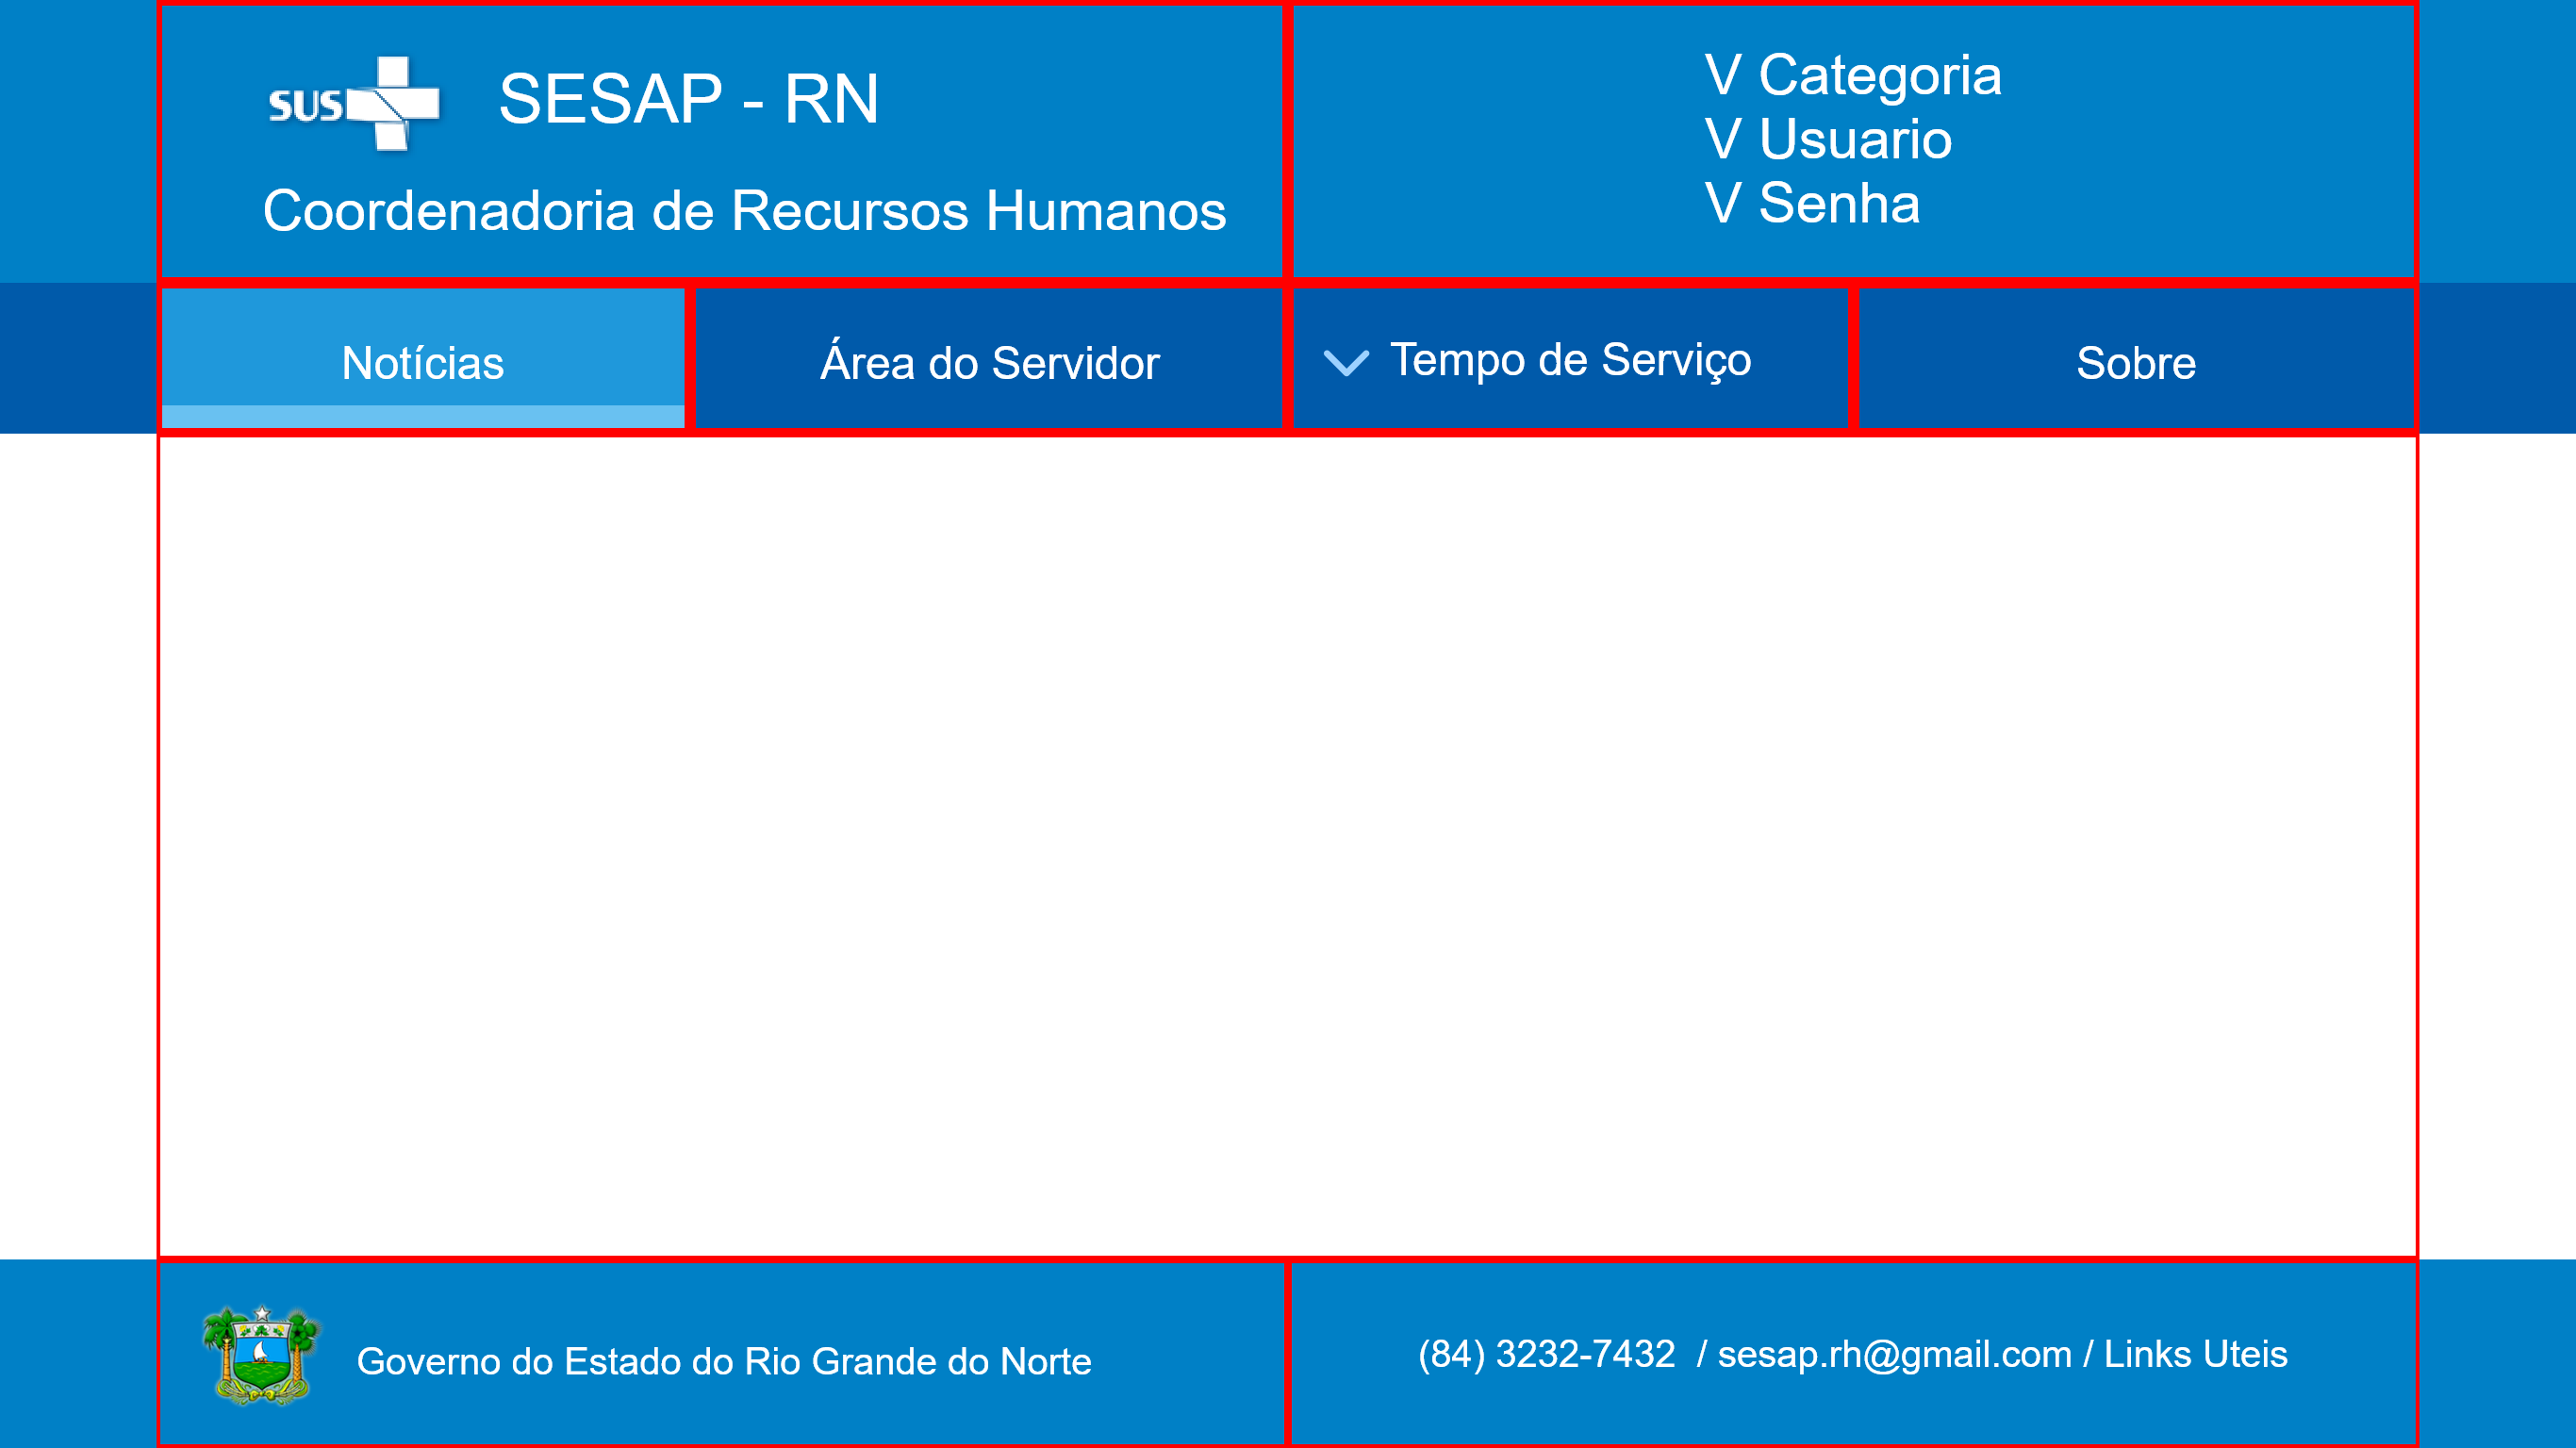 SUS
SESAP - RN
Coordenadoria de Recursos Humanos
V Categoria
V Usuario
V Senha
Notícias
Área do Servidor
Tempo de Serviço
Sobre
Governo do Estado do Rio Grande do Norte
(84) 3232-7432 / sesap.rh@gmail.com / Links Uteis